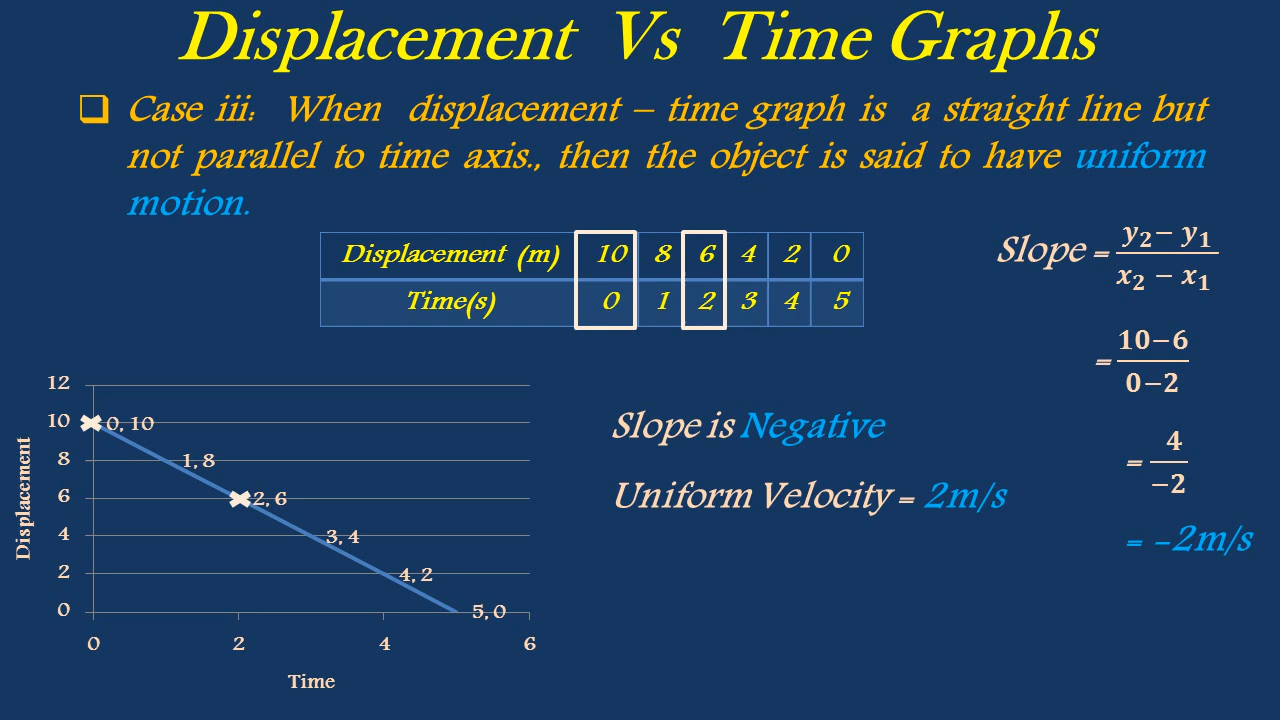 Displacement Vs Time Graphs
❑ Case iii: When displacement – time graph is a straight line but
not parallel to time axis., then the object is said to have uniform
motion.
Displacement (m) 10 8 6 4 2 0
Time(s) 0 1 2 3 4 5
Slope = y₂ − y₁ / x₂ − x₁
= 10−6 / 0−2
= 4 / −2
= -2m/s
Slope is Negative
Uniform Velocity = 2m/s
Displacement
12
10
8
6
4
2
0
0, 10
1, 8
2, 6
3, 4
4, 2
5, 0
0 2 4 6
Time